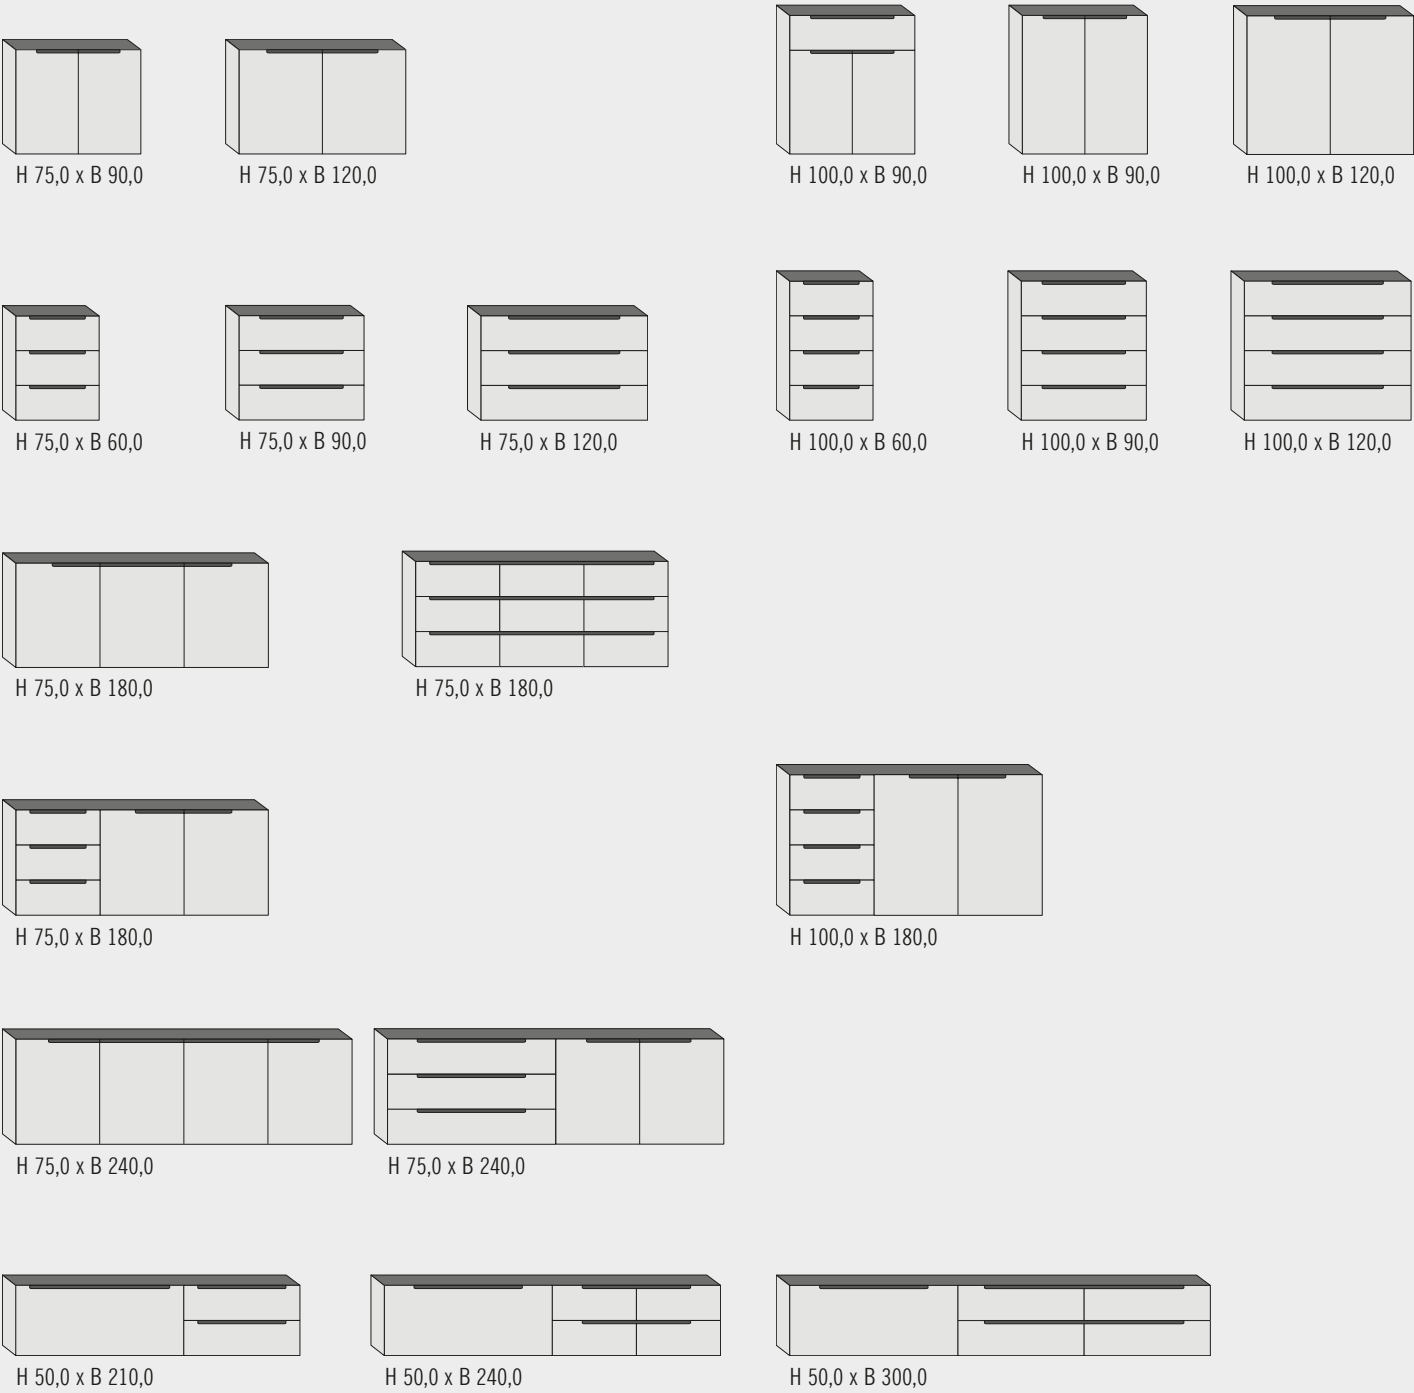 H 75,0 x B 90,0
H 75,0 x B 120,0
H 100,0 x B 90,0
H 100,0 x B 90,0
H 100,0 x B 120,0
H 75,0 x B 60,0
H 75,0 x B 90,0
H 75,0 x B 120,0
H 100,0 x B 60,0
H 100,0 x B 90,0
H 100,0 x B 120,0
H 75,0 x B 180,0
H 75,0 x B 180,0
H 75,0 x B 180,0
H 100,0 x B 180,0
H 75,0 x B 240,0
H 75,0 x B 240,0
H 50,0 x B 210,0
H 50,0 x B 240,0
H 50,0 x B 300,0